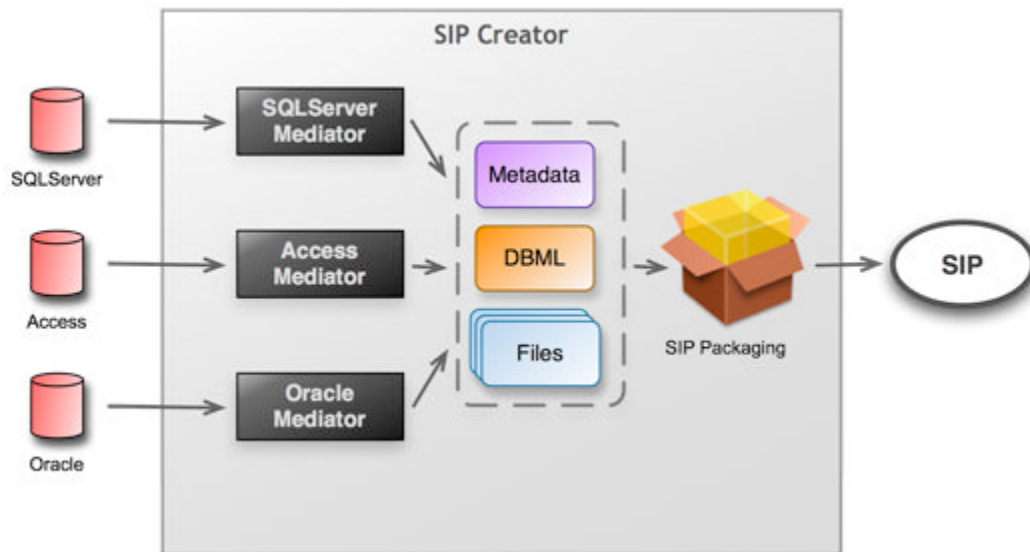 SIP Creator
SQLServer
Mediator
SQLServer
Metadata
Access
Mediator
DBML
SIP
Access
Files
SIP Packaging
Oracle
Mediator
Oracle